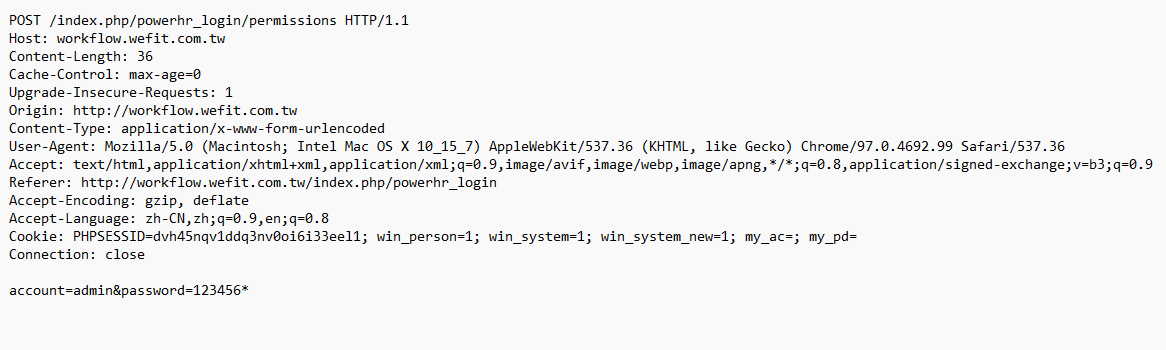 POST /index.php/powerhr_login/permissions HTTP/1.1
Host: workflow.wefit.com.tw
Content-Length: 36
Cache-Control: max-age=0
Upgrade-Insecure-Requests: 1
Origin: http://workflow.wefit.com.tw
Content-Type: application/x-www-form-urlencoded
User-Agent: Mozilla/5.0 (Macintosh; Intel Mac OS X 10_15_7) AppleWebKit/537.36 (KHTML, like Gecko) Chrome/97.0.4692.99 Safari/537.36
Accept: text/html,application/xhtml+xml,application/xml;q=0.9,image/avif,image/webp,image/apng,*/*;q=0.8,application/signed-exchange;v=b3;q=0.9
Referer: http://workflow.wefit.com.tw/index.php/powerhr_login
Accept-Encoding: gzip, deflate
Accept-Language: zh-CN,zh;q=0.9,en;q=0.8
Cookie: PHPSESSID=dvh45nqv1ddq3nv0oi6i33eel1; win_person=1; win_system=1; win_system_new=1; my_ac=; my_pd=
Connection: close

account=admin&password=123456*